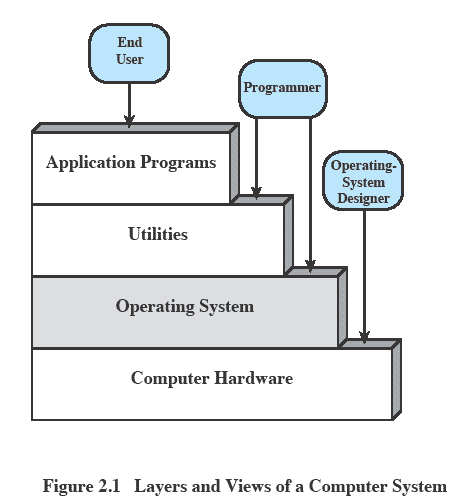 End
User
Programmer
Operating-
System
Designer
Application Programs
Utilities
Operating System
Computer Hardware
Figure 2.1 Layers and Views of a Computer System